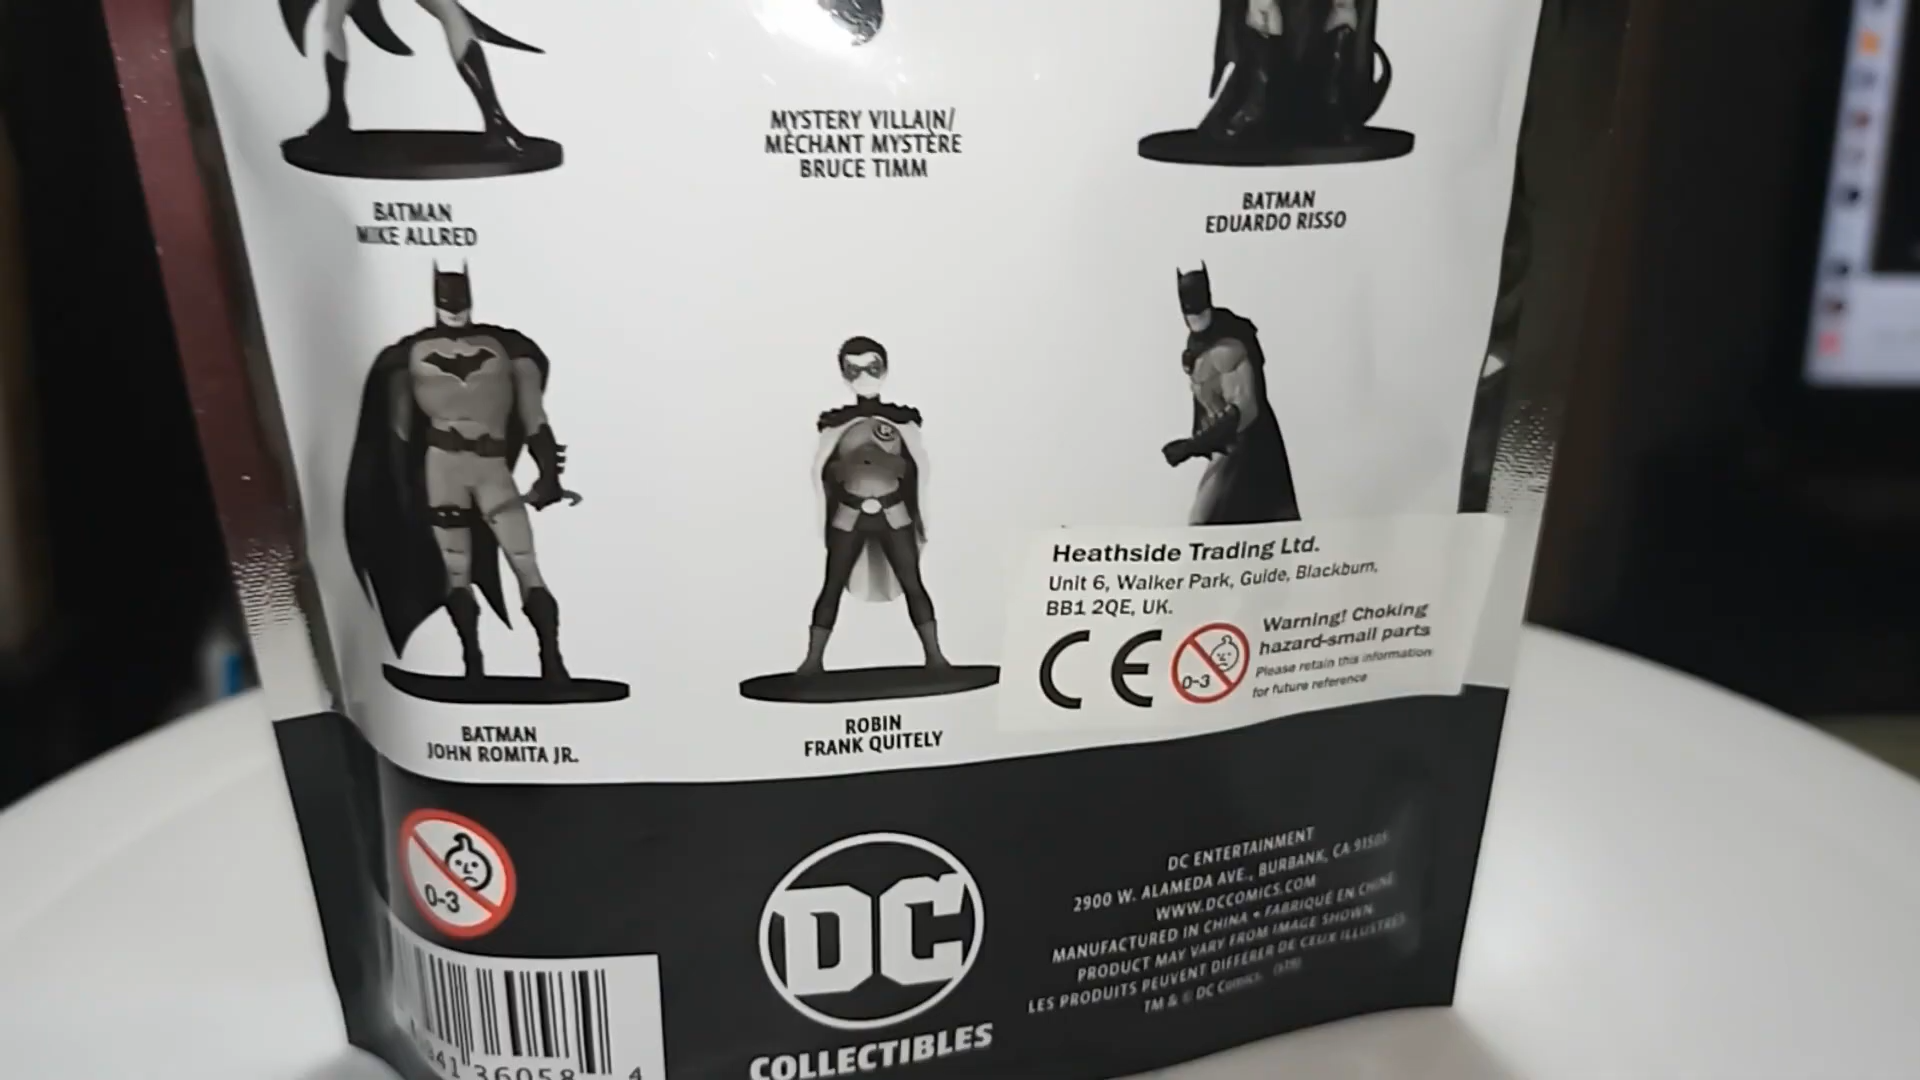 MYSTERY VILLAIN/
MÉCHANT MYSTÈRE
BRUCE TIMM
BATMAN
MIKE ALLRED
BATMAN
EDUARDO RISSO
BATMAN
JOHN ROMITA JR.
ROBIN
FRANK QUITELY
Heathside Trading Ltd.
Unit 6, Walker Park, Guide, Blackburn,
BB1 2QE, UK.
CE
0-3
Warning! Choking
hazard-small parts
Please retain this information
for future reference
0-3
DC
COLLECTIBLES
DC ENTERTAINMENT
2900 W. ALAMEDA AVE., BURBANK, CA 91505
WWW.DCCOMICS.COM
MANUFACTURED IN CHINA • FABRIQUÉ EN CHINE
PRODUCT MAY VARY FROM IMAGE SHOWN.
LES PRODUITS PEUVENT DIFFÉRER DE CEUX ILLUSTRÉS
TM & © DC Comics.
41 36058 4